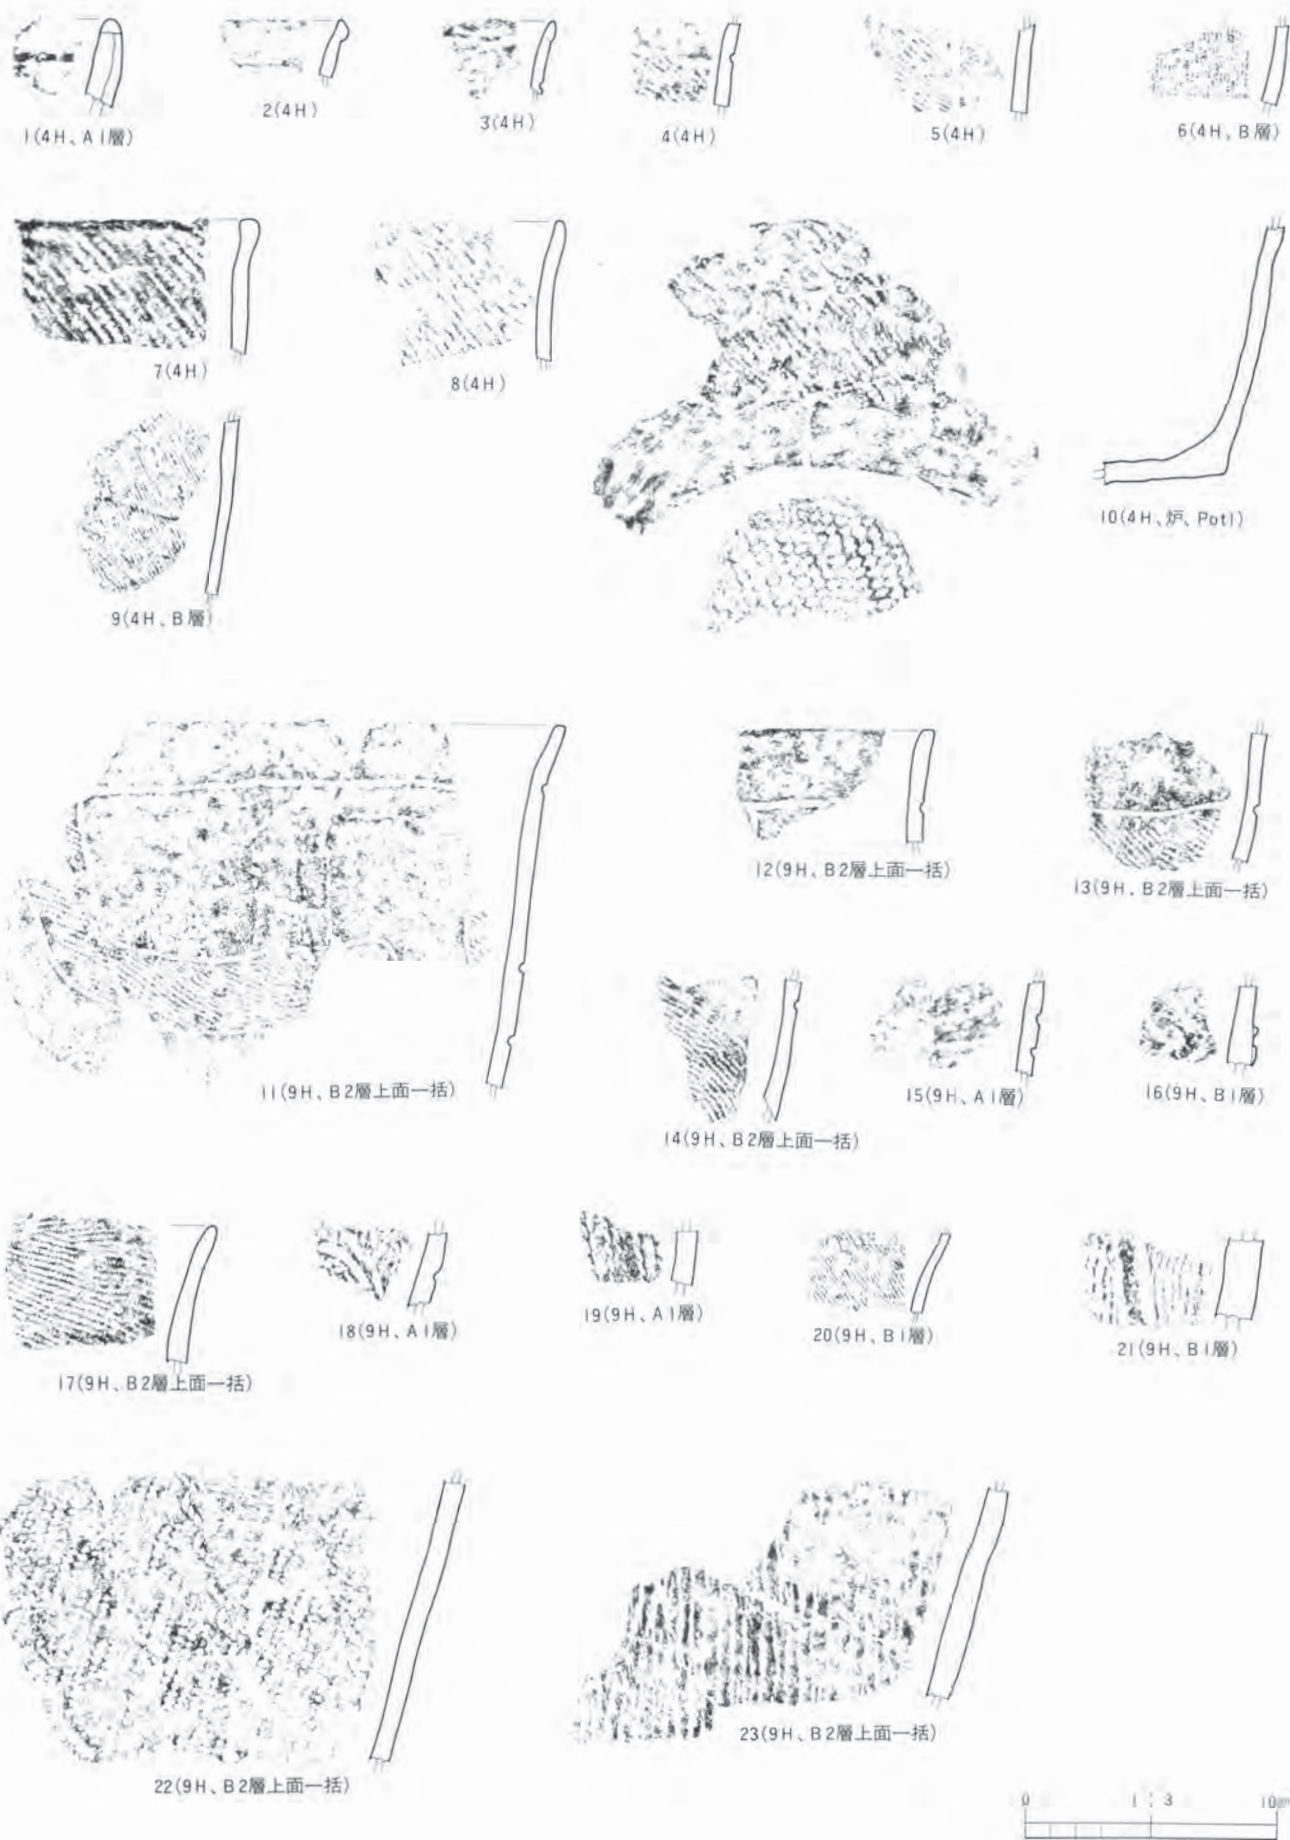 1(4H、A1層)
2(4H)
3(4H)
4(4H)
5(4H)
6(4H、B層)
7(4H)
8(4H)
9(4H、B層)
10(4H、炉、Pot1)
11(9H、B2層上面一括)
12(9H、B2層上面一括)
13(9H、B2層上面一括)
14(9H、B2層上面一括)
15(9H、A1層)
16(9H、B1層)
17(9H、B2層上面一括)
18(9H、A1層)
19(9H、A1層)
20(9H、B1層)
21(9H、B1層)
22(9H、B2層上面一括)
23(9H、B2層上面一括)
0 1:3 10cm